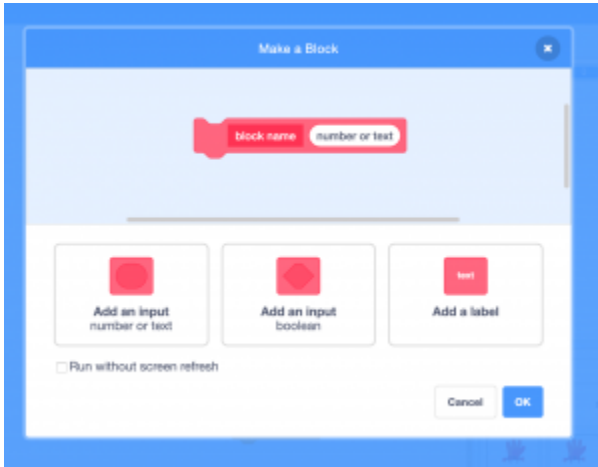 Make a Block
block name number or text
text
Add an input Add an input Add a label
number or text boolean
Run without screen refresh
Cancel OK